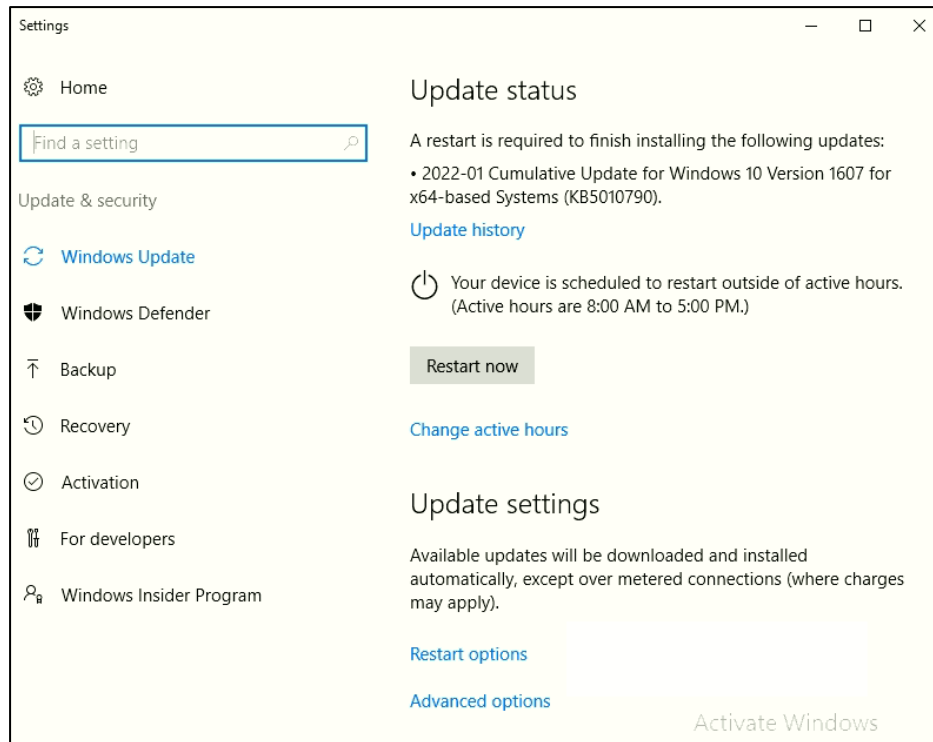 Settings
Home
Find a setting
Update & security
Windows Update
Windows Defender
Backup
Recovery
Activation
For developers
Windows Insider Program
Update status
A restart is required to finish installing the following updates:
• 2022-01 Cumulative Update for Windows 10 Version 1607 for
x64-based Systems (KB5010790).
Update history
Your device is scheduled to restart outside of active hours.
(Active hours are 8:00 AM to 5:00 PM.)
Restart now
Change active hours
Update settings
Available updates will be downloaded and installed
automatically, except over metered connections (where charges
may apply).
Restart options
Advanced options
Activate Windows